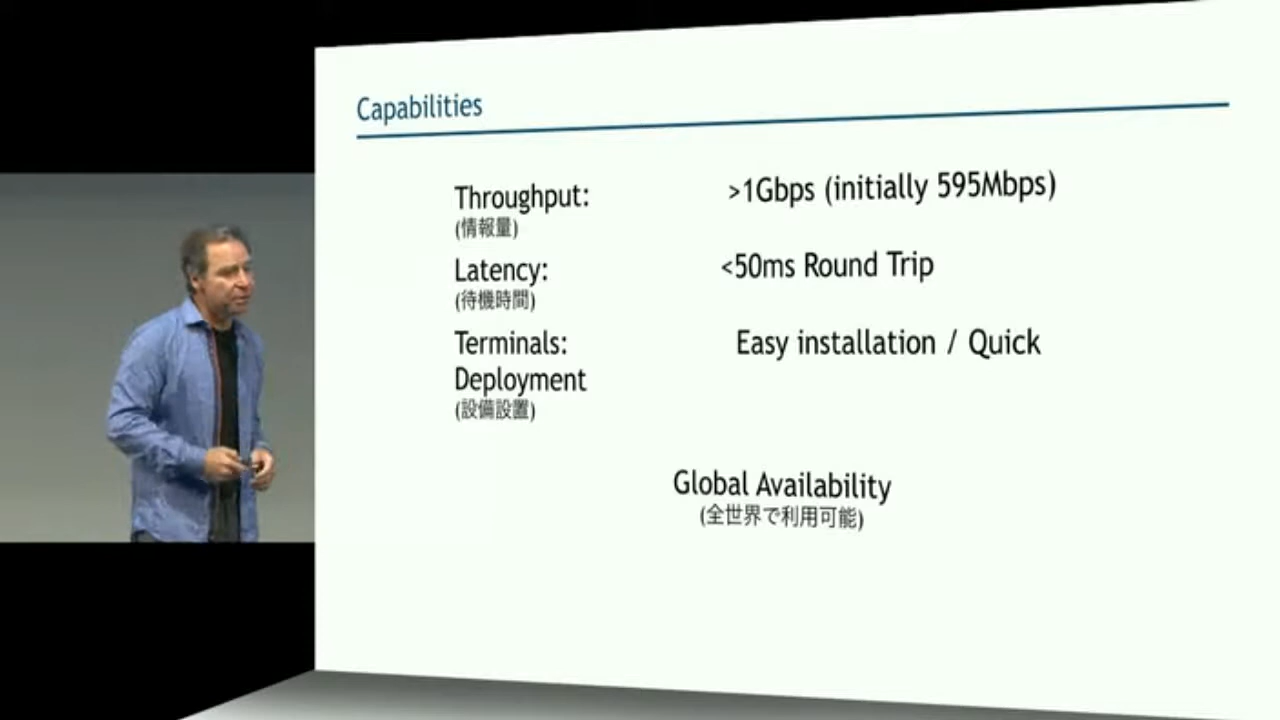 Capabilities
Throughput: >1Gbps (initially 595Mbps)
(情報量)
Latency: <50ms Round Trip
(待機時間)
Terminals: Easy installation / Quick
Deployment
(設備設置)
Global Availability
(全世界で利用可能)